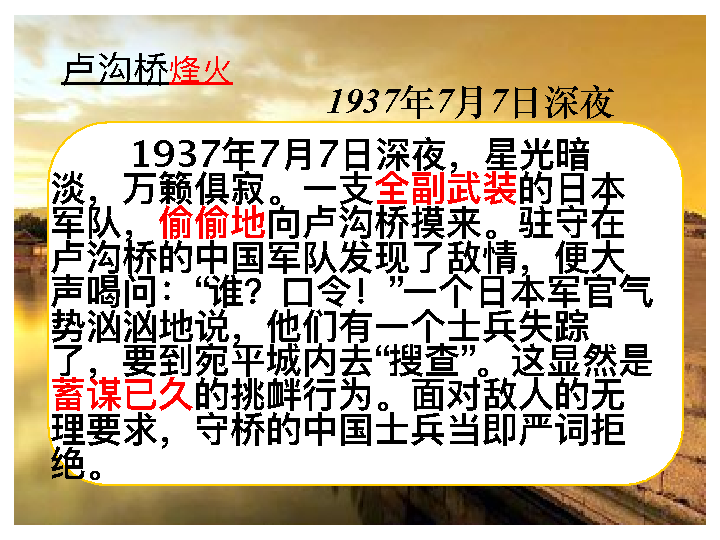 卢沟桥烽火
1937年7月7日深夜
1937年7月7日深夜，星光暗
淡，万籁俱寂。一支全副武装的日本
军队，偷偷地向卢沟桥摸来。驻守在
卢沟桥的中国军队发现了敌情，便大
声喝问：“谁？口令！”一个日本军官气
势汹汹地说，他们有一个士兵失踪
了，要到宛平城内去“搜查”。这显然是
蓄谋已久的挑衅行为。面对敌人的无
理要求，守桥的中国士兵当即严词拒
绝。